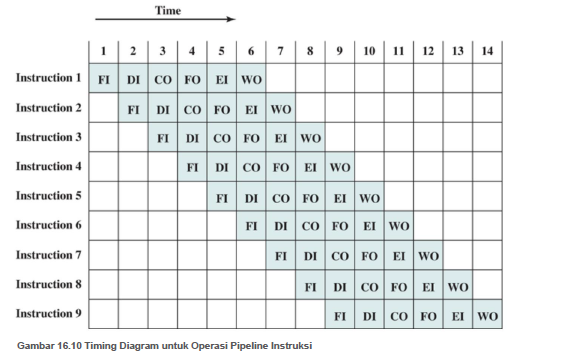 Time
1 2 3 4 5 6 7 8 9 10 11 12 13 14
Instruction 1 FI DI CO FO EI WO
Instruction 2 FI DI CO FO EI WO
Instruction 3 FI DI CO FO EI WO
Instruction 4 FI DI CO FO EI WO
Instruction 5 FI DI CO FO EI WO
Instruction 6 FI DI CO FO EI WO
Instruction 7 FI DI CO FO EI WO
Instruction 8 FI DI CO FO EI WO
Instruction 9 FI DI CO FO EI WO
Gambar 16.10 Timing Diagram untuk Operasi Pipeline Instruksi